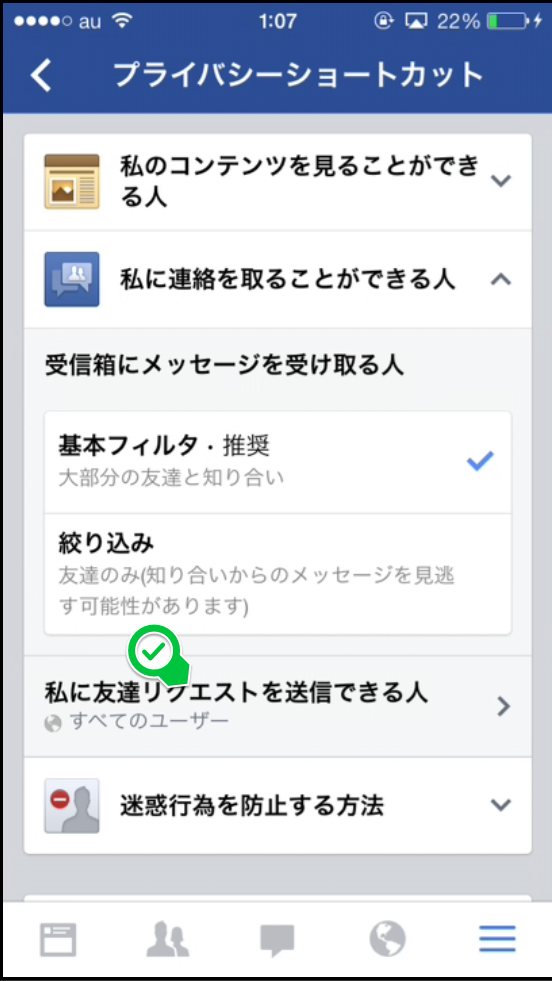 au 1:07 22%
プライバシーショートカット
私のコンテンツを見ることができ
る人
私に連絡を取ることができる人
受信箱にメッセージを受け取る人
基本フィルタ · 推奨
大部分の友達と知り合い
絞り込み
友達のみ(知り合いからのメッセージを見逃
す可能性があります)
私に友達リクエストを送信できる人
すべてのユーザー
迷惑行為を防止する方法